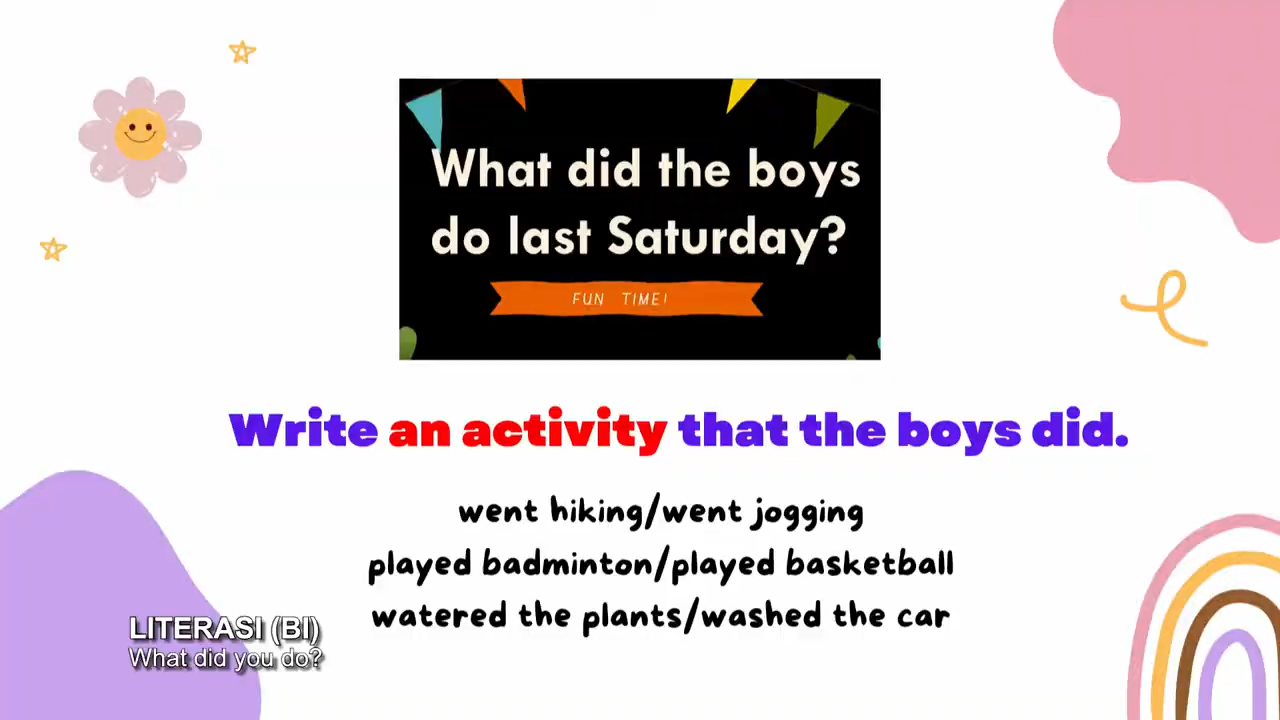 What did the boys
do last Saturday?
FUN TIME!
Write an activity that the boys did.
went hiking/went jogging
played badminton/played basketball
watered the plants/washed the car
LITERASI (BI)
What did you do?